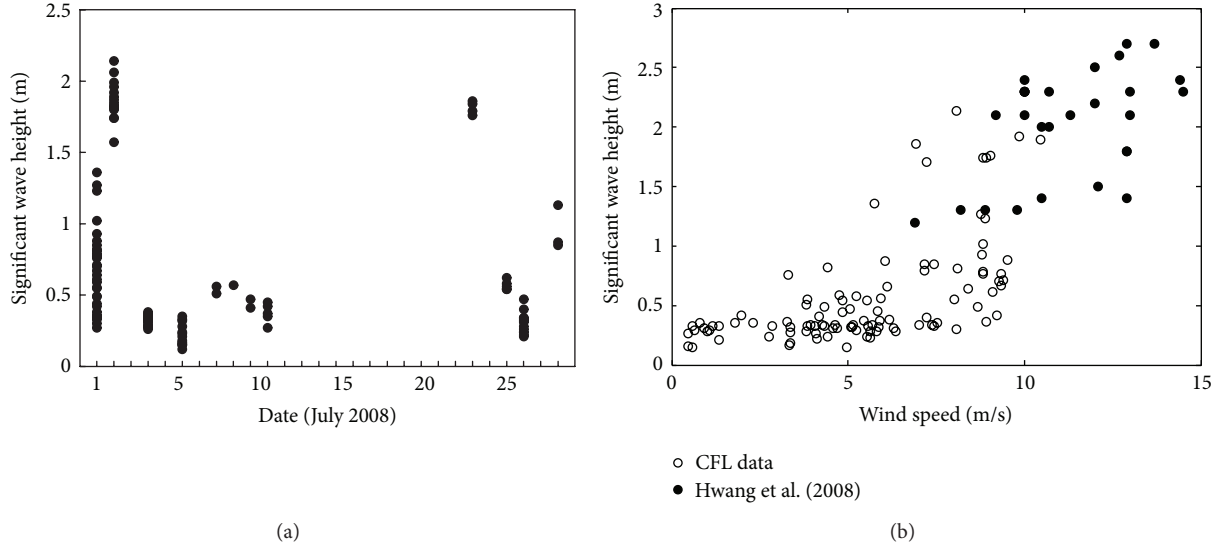 2.5
2
1.5
1
0.5
0
Significant wave height (m)
1
5
10
15
20
25
Date (July 2008)
(a)
3
2.5
2
1.5
1
0.5
0
Significant wave height (m)
0
5
10
15
Wind speed (m/s)
CFL data
Hwang et al. (2008)
(b)